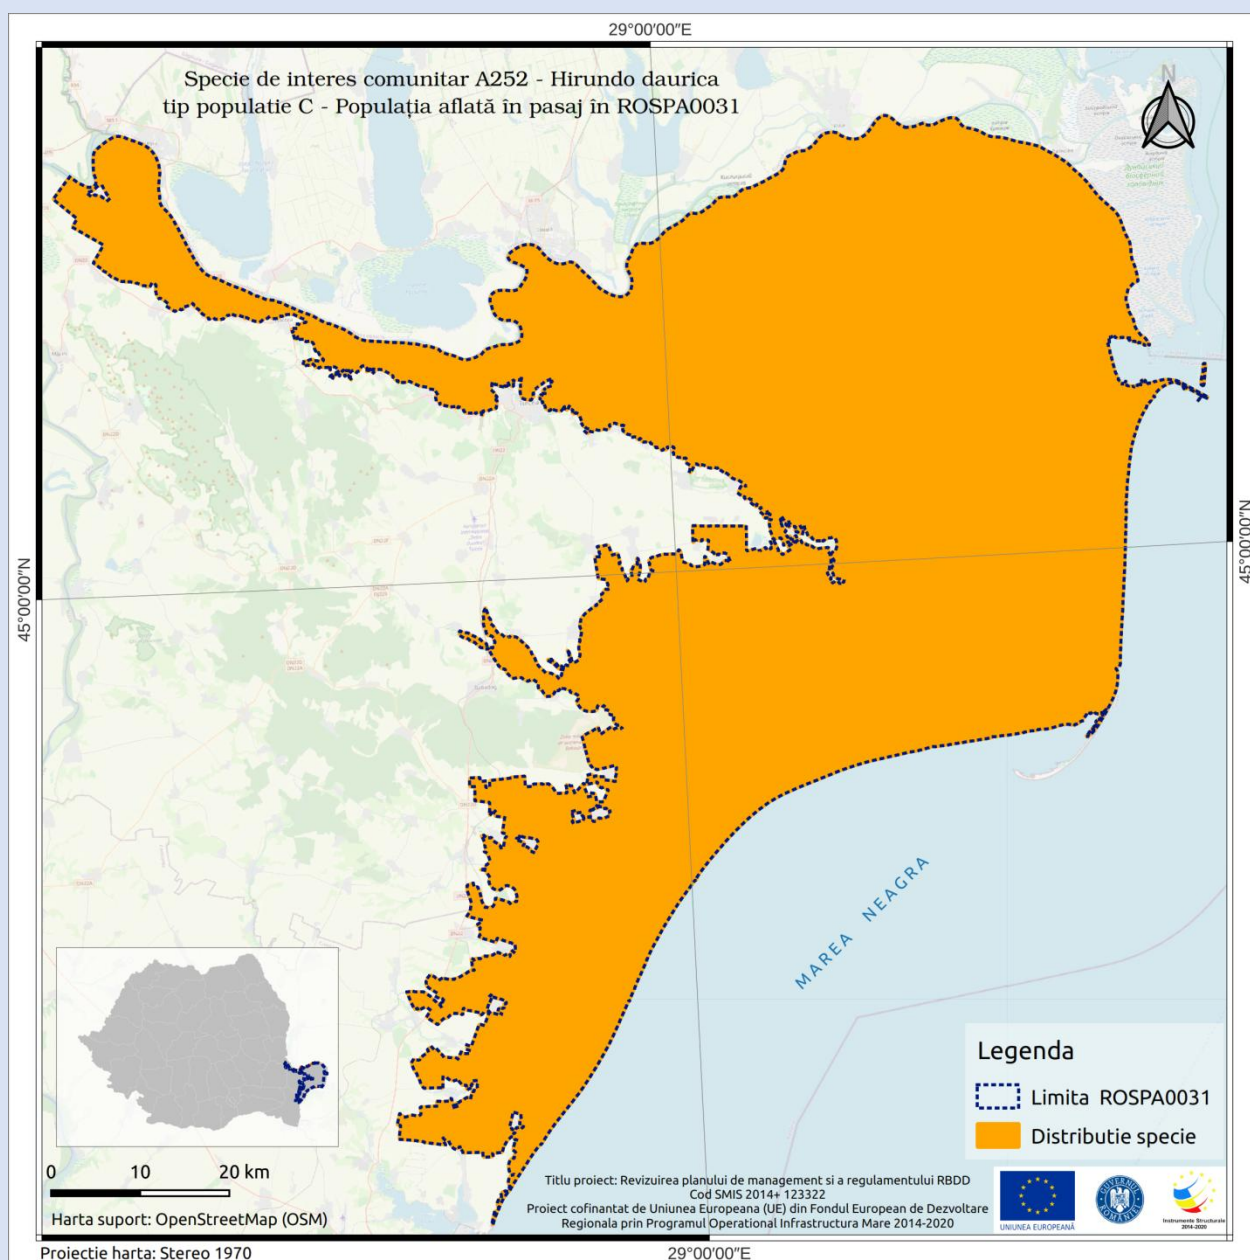 29°00′00″E
Specie de interes comunitar A252 - Hirundo daurica
tip populatie C - Populația aflată în pasaj în ROSPA0031
N
45°00′00″N
45°00′00″N
MAREA NEAGRA
Legenda
Limita ROSPA0031
Distributie specie
0 10 20 km
Harta suport: OpenStreetMap (OSM)
Titlu proiect: Revizuirea planului de management si a regulamentului RBDD
Cod SMIS 2014+ 123322
Proiect cofinantat de Uniunea Europeana (UE) din Fondul European de Dezvoltare
Regionala prin Programul Operational Infrastructura Mare 2014-2020
UNIUNEA EUROPEANĂ
GUVERNUL ROMÂNIEI
Instrumente Structurale
2014-2020
Proiectie harta: Stereo 1970
29°00′00″E